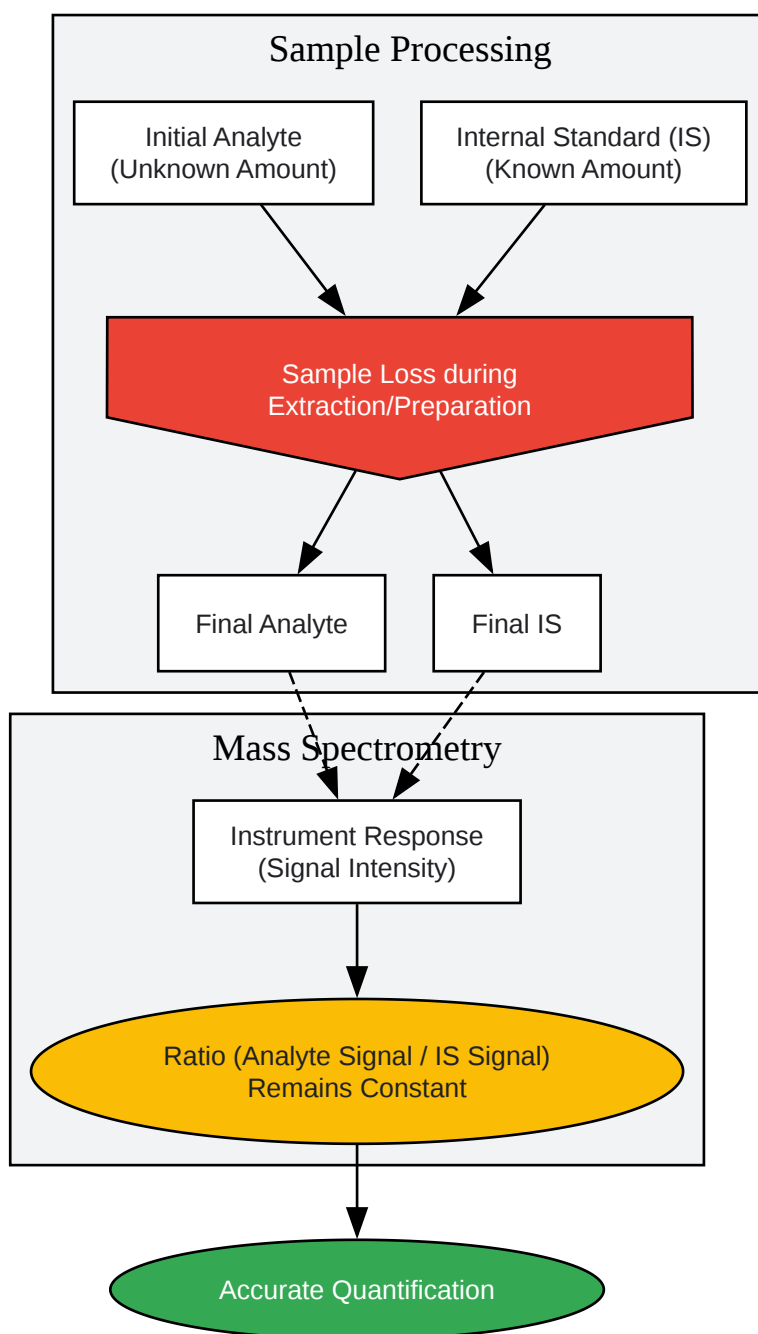 Sample Processing
Initial Analyte
(Unknown Amount)
Internal Standard (IS)
(Known Amount)
Sample Loss during
Extraction/Preparation
Final Analyte
Final IS
Mass Spectrometry
Instrument Response
(Signal Intensity)
Ratio (Analyte Signal / IS Signal)
Remains Constant
Accurate Quantification